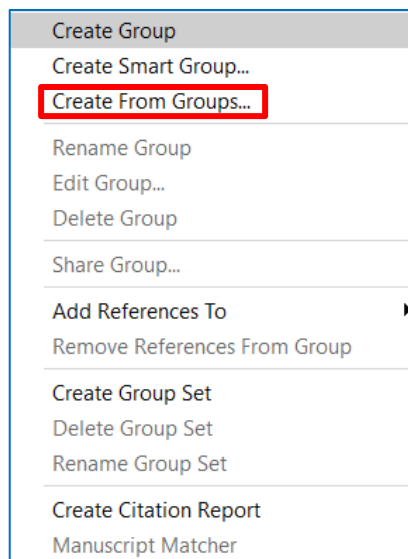 Create Group
Create Smart Group...
Create From Groups...
Rename Group
Edit Group...
Delete Group
Share Group...
Add References To
Remove References From Group
Create Group Set
Delete Group Set
Rename Group Set
Create Citation Report
Manuscript Matcher